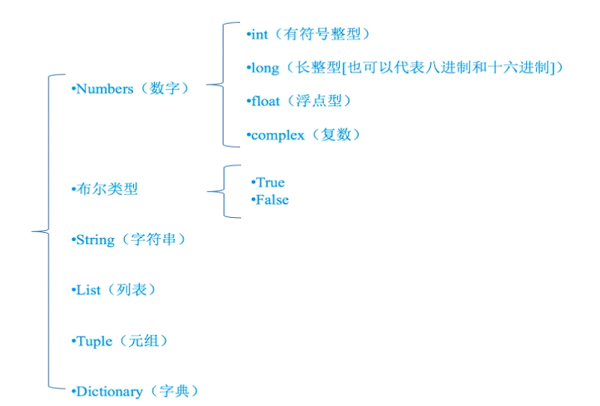 •Numbers（数字）
•int（有符号整型）
•long（长整型[也可以代表八进制和十六进制]）
•float（浮点型）
•complex（复数）
•布尔类型
•True
•False
•String（字符串）
•List（列表）
•Tuple（元组）
•Dictionary（字典）